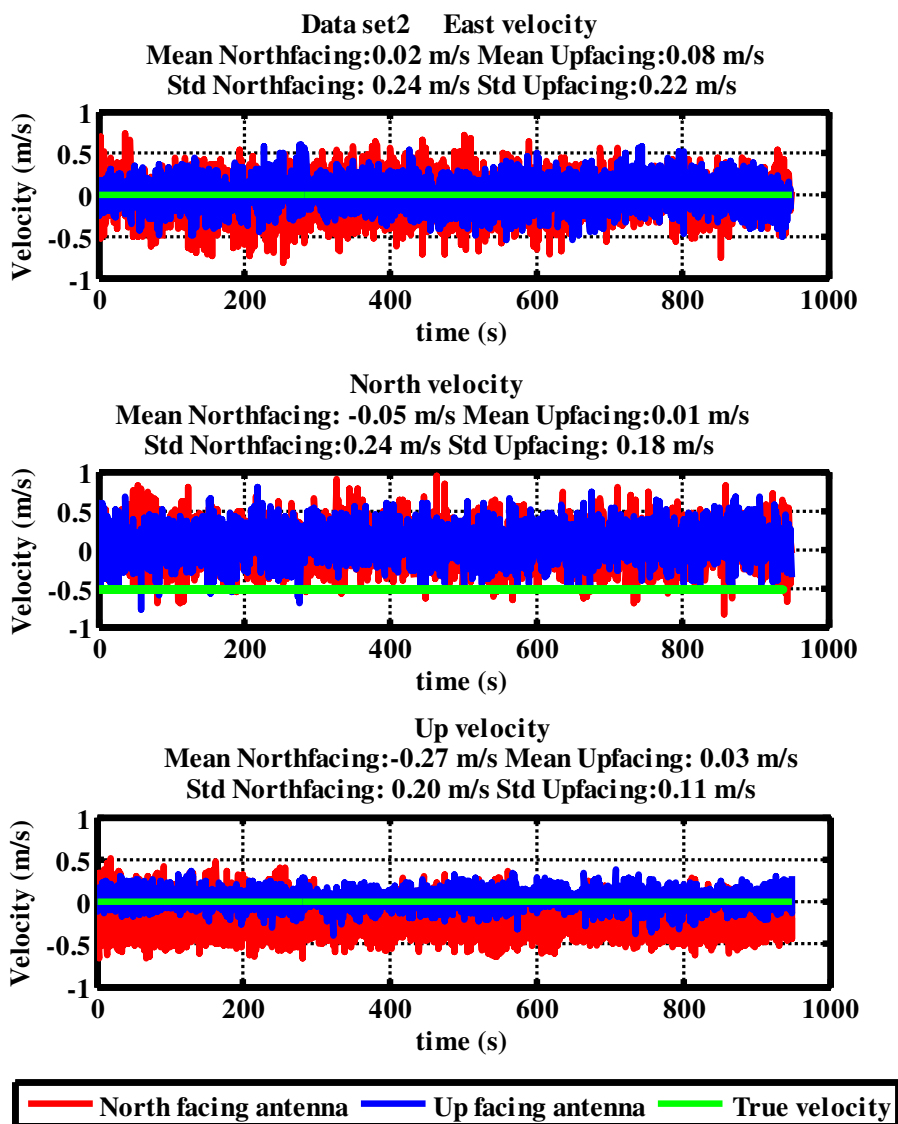 Data set2 East velocity
Mean Northfacing:0.02 m/s Mean Upfacing:0.08 m/s
Std Northfacing: 0.24 m/s Std Upfacing:0.22 m/s
1
0.5
0
-0.5
-1
Velocity (m/s)
0 200 400 600 800 1000
time (s)
North velocity
Mean Northfacing: -0.05 m/s Mean Upfacing:0.01 m/s
Std Northfacing:0.24 m/s Std Upfacing: 0.18 m/s
1
0.5
0
-0.5
-1
Velocity (m/s)
0 200 400 600 800 1000
time (s)
Up velocity
Mean Northfacing:-0.27 m/s Mean Upfacing: 0.03 m/s
Std Northfacing: 0.20 m/s Std Upfacing:0.11 m/s
1
0.5
0
-0.5
-1
Velocity (m/s)
0 200 400 600 800 1000
time (s)
North facing antenna Up facing antenna True velocity